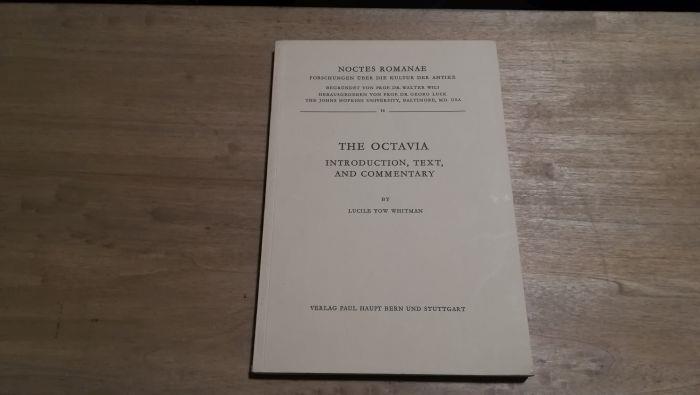 NOCTES ROMANAE
FORSCHUNGEN ÜBER DIE KULTUR DER ANTIKE
BEGRÜNDET VON PROF. DR. WALTER WILI
HERAUSGEGEBEN VON PROF. DR. GEORG LUCK
THE JOHNS HOPKINS UNIVERSITY, BALTIMORE, MD. USA
16
THE OCTAVIA
INTRODUCTION, TEXT,
AND COMMENTARY
BY
LUCILE YOW WHITMAN
VERLAG PAUL HAUPT BERN UND STUTTGART